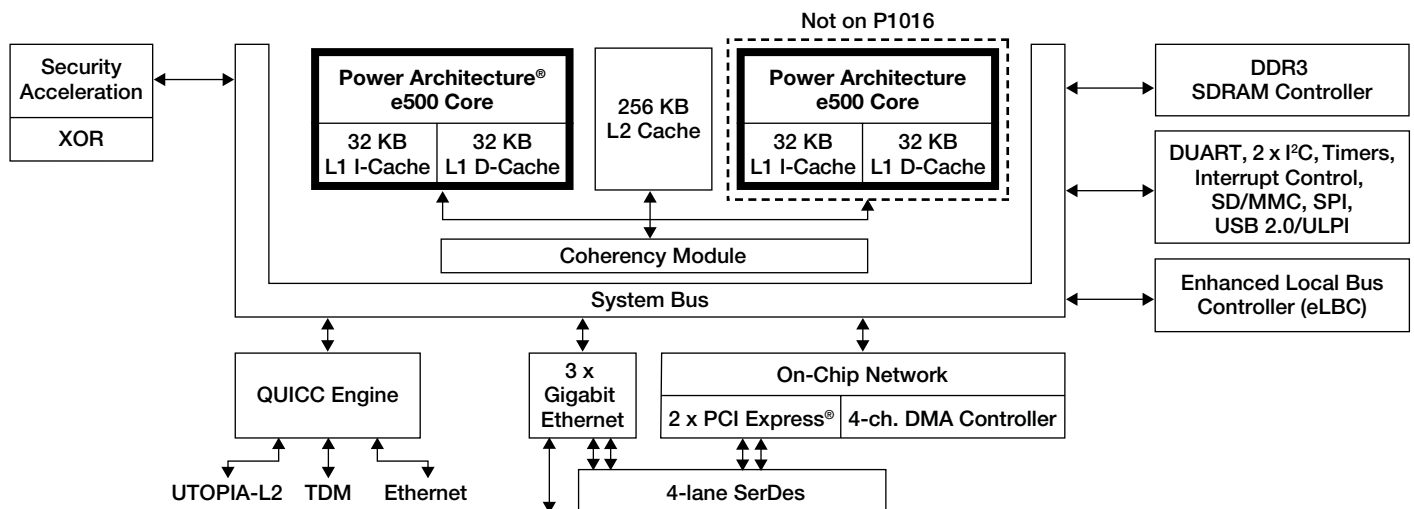 Not on P1016
Security
Acceleration
XOR
Power Architecture®
e500 Core
32 KB
L1 I-Cache
32 KB
L1 D-Cache
256 KB
L2 Cache
Power Architecture
e500 Core
32 KB
L1 I-Cache
32 KB
L1 D-Cache
Coherency Module
System Bus
DDR3
SDRAM Controller
DUART, 2 x I²C, Timers,
Interrupt Control,
SD/MMC, SPI,
USB 2.0/ULPI
Enhanced Local Bus
Controller (eLBC)
QUICC Engine
3 x
Gigabit
Ethernet
On-Chip Network
2 x PCI Express®
4-ch. DMA Controller
UTOPIA-L2
TDM
Ethernet
4-lane SerDes